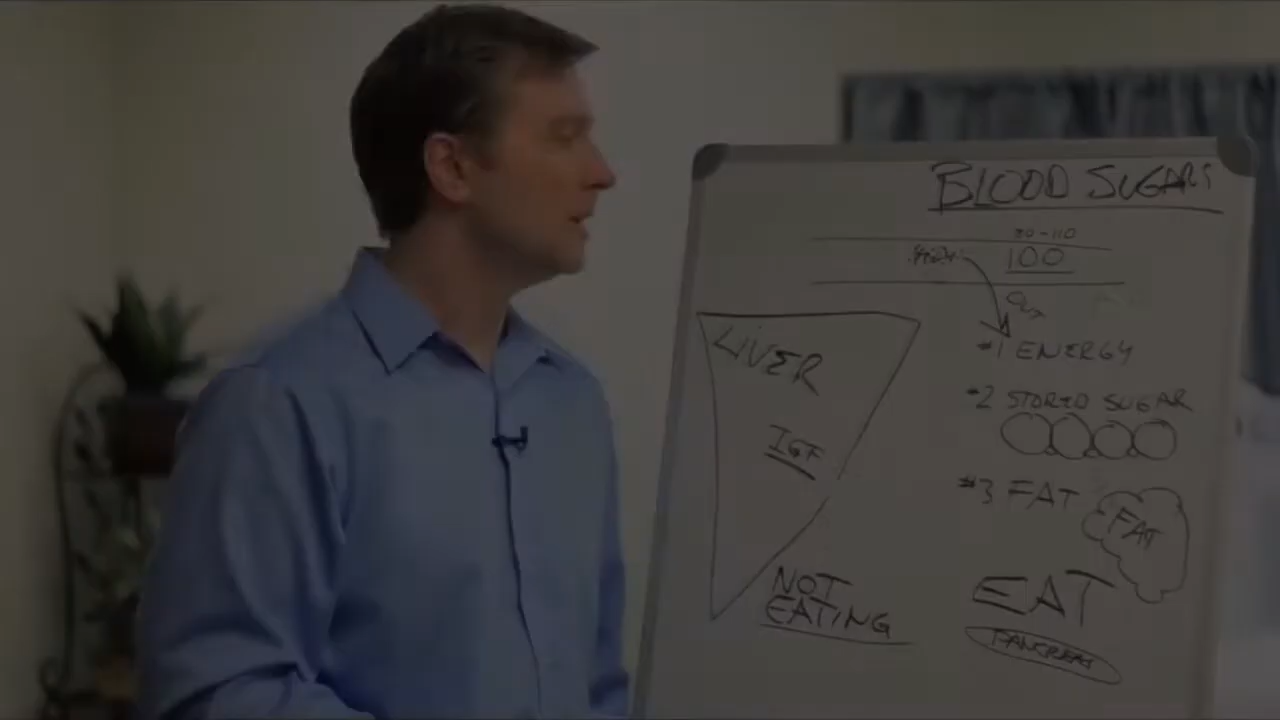 BLOOD SUGARS
80-110
100
#1 ENERGY
#2 STORED SUGAR
#3 FAT
FAT
LIVER
IGF
NOT
EATING
EAT
PANCREAS